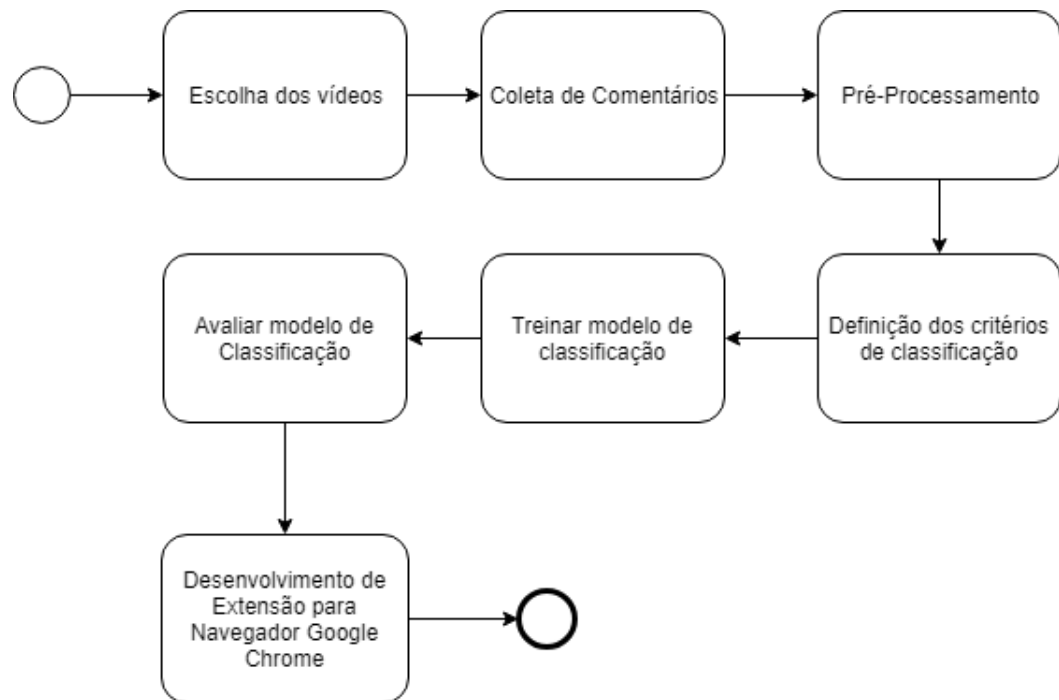 Escolha dos vídeos
Coleta de Comentários
Pré-Processamento
Definição dos critérios
de classificação
Treinar modelo de
classificação
Avaliar modelo de
Classificação
Desenvolvimento de
Extensão para
Navegador Google
Chrome